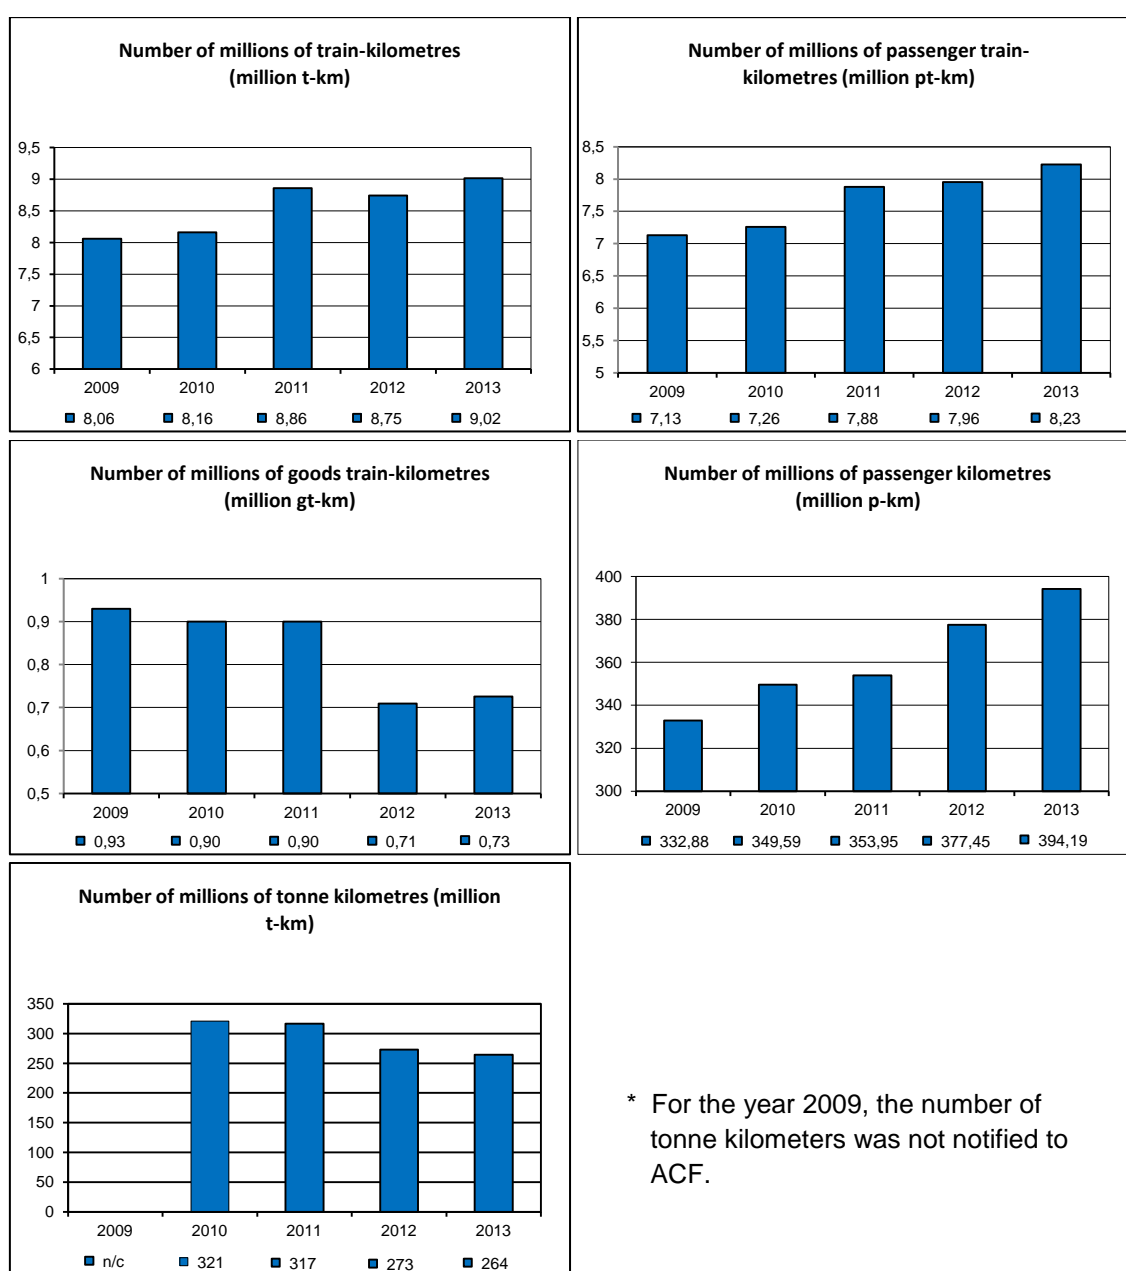 Number of millions of train-kilometres
(million t-km)
9,5
9
8,5
8
7,5
7
6,5
6
2009 2010 2011 2012 2013
8,06 8,16 8,86 8,75 9,02
Number of millions of passenger train-
kilometres (million pt-km)
8,5
8
7,5
7
6,5
6
5,5
5
2009 2010 2011 2012 2013
7,13 7,26 7,88 7,96 8,23
Number of millions of goods train-kilometres
(million gt-km)
1
0,9
0,8
0,7
0,6
0,5
2009 2010 2011 2012 2013
0,93 0,90 0,90 0,71 0,73
Number of millions of passenger kilometres
(million p-km)
400
380
360
340
320
300
2009 2010 2011 2012 2013
332,88 349,59 353,95 377,45 394,19
Number of millions of tonne kilometres (million
t-km)
350
300
250
200
150
100
50
0
2009 2010 2011 2012 2013
n/c 321 317 273 264
* For the year 2009, the number of
tonne kilometers was not notified to
ACF.